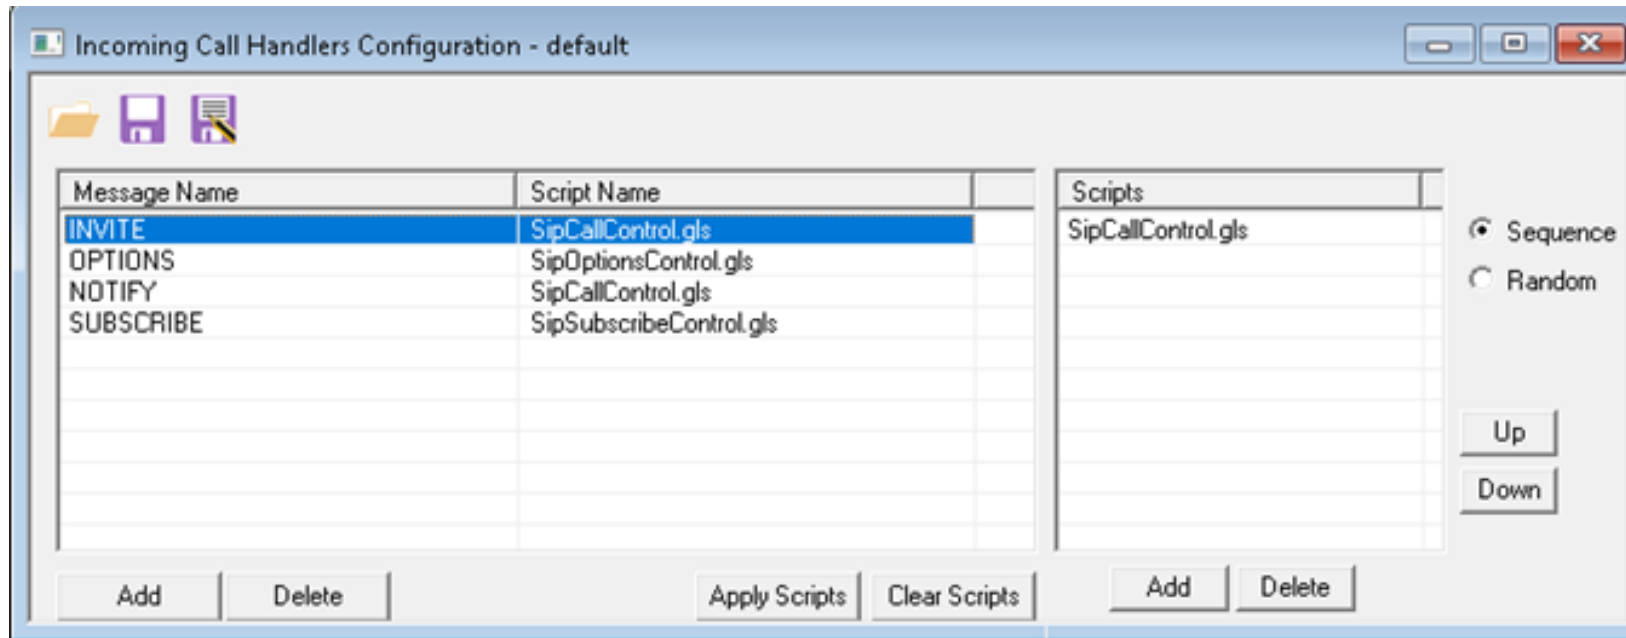 Incoming Call Handlers Configuration - default
Message Name Script Name Scripts
INVITE SipCallControl.gls SipCallControl.gls
OPTIONS SipOptionsControl.gls
NOTIFY SipCallControl.gls
SUBSCRIBE SipSubscribeControl.gls
Sequence
Random
Up
Down
Add Delete Apply Scripts Clear Scripts Add Delete